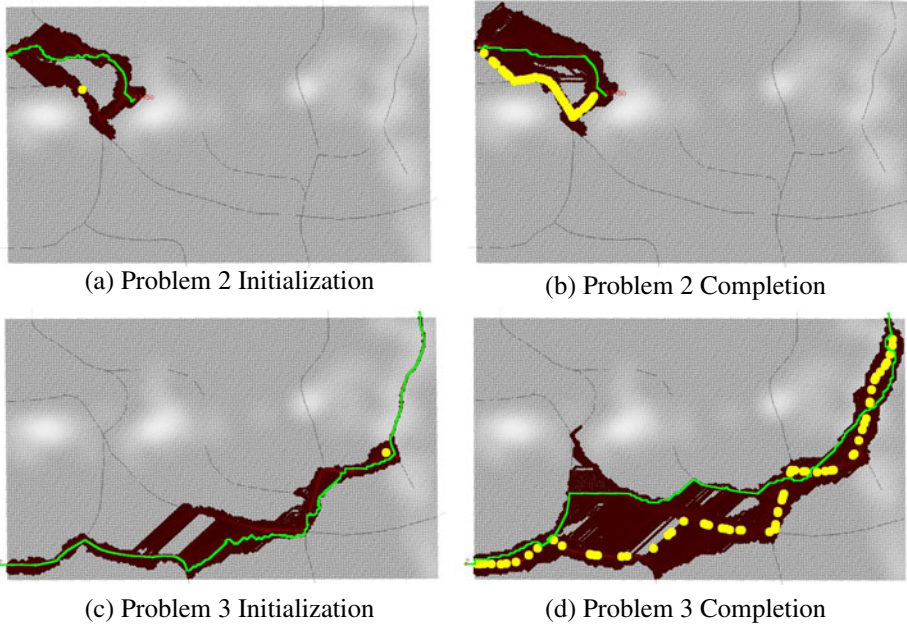 (a) Problem 2 Initialization
(b) Problem 2 Completion
(c) Problem 3 Initialization
(d) Problem 3 Completion